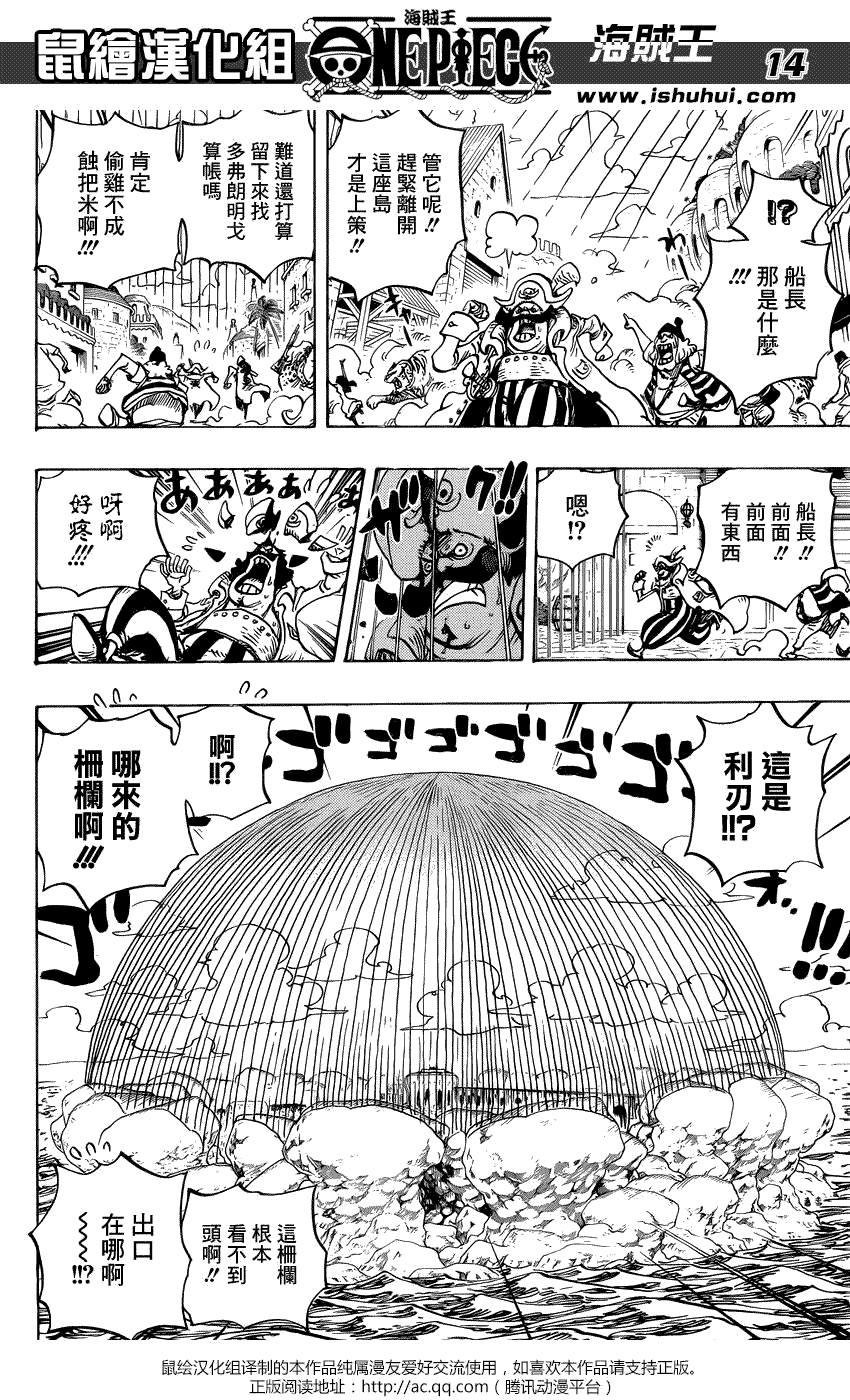 海賊王
鼠繪漢化組
ONE PIECE
海賊王
14
www.ishuhui.com
!?
船長
那是什麼
!!!
管它呢!!
趕緊離開
這座島
才是上策!!
難道還打算
留下來找
多弗朗明戈
算帳嗎
肯定
偷雞不成
蝕把米啊!!!
船長!!
前面!!
前面
有東西
嗯!?
ザクッ!!
ああぁぁぁ
呀啊
好疼!!!
這是
利刃!!?
啊!!?
哪來的
柵欄啊!!!
ゴゴゴゴゴゴゴゴ
オ
!!!
這柵欄
根本
看不到
頭啊!!
出口
在哪啊
~~~!!?
鼠绘汉化组译制的本作品纯属漫友爱好交流使用，如喜欢本作品请支持正版。
正版阅读地址：http://ac.qq.com（腾讯动漫平台）